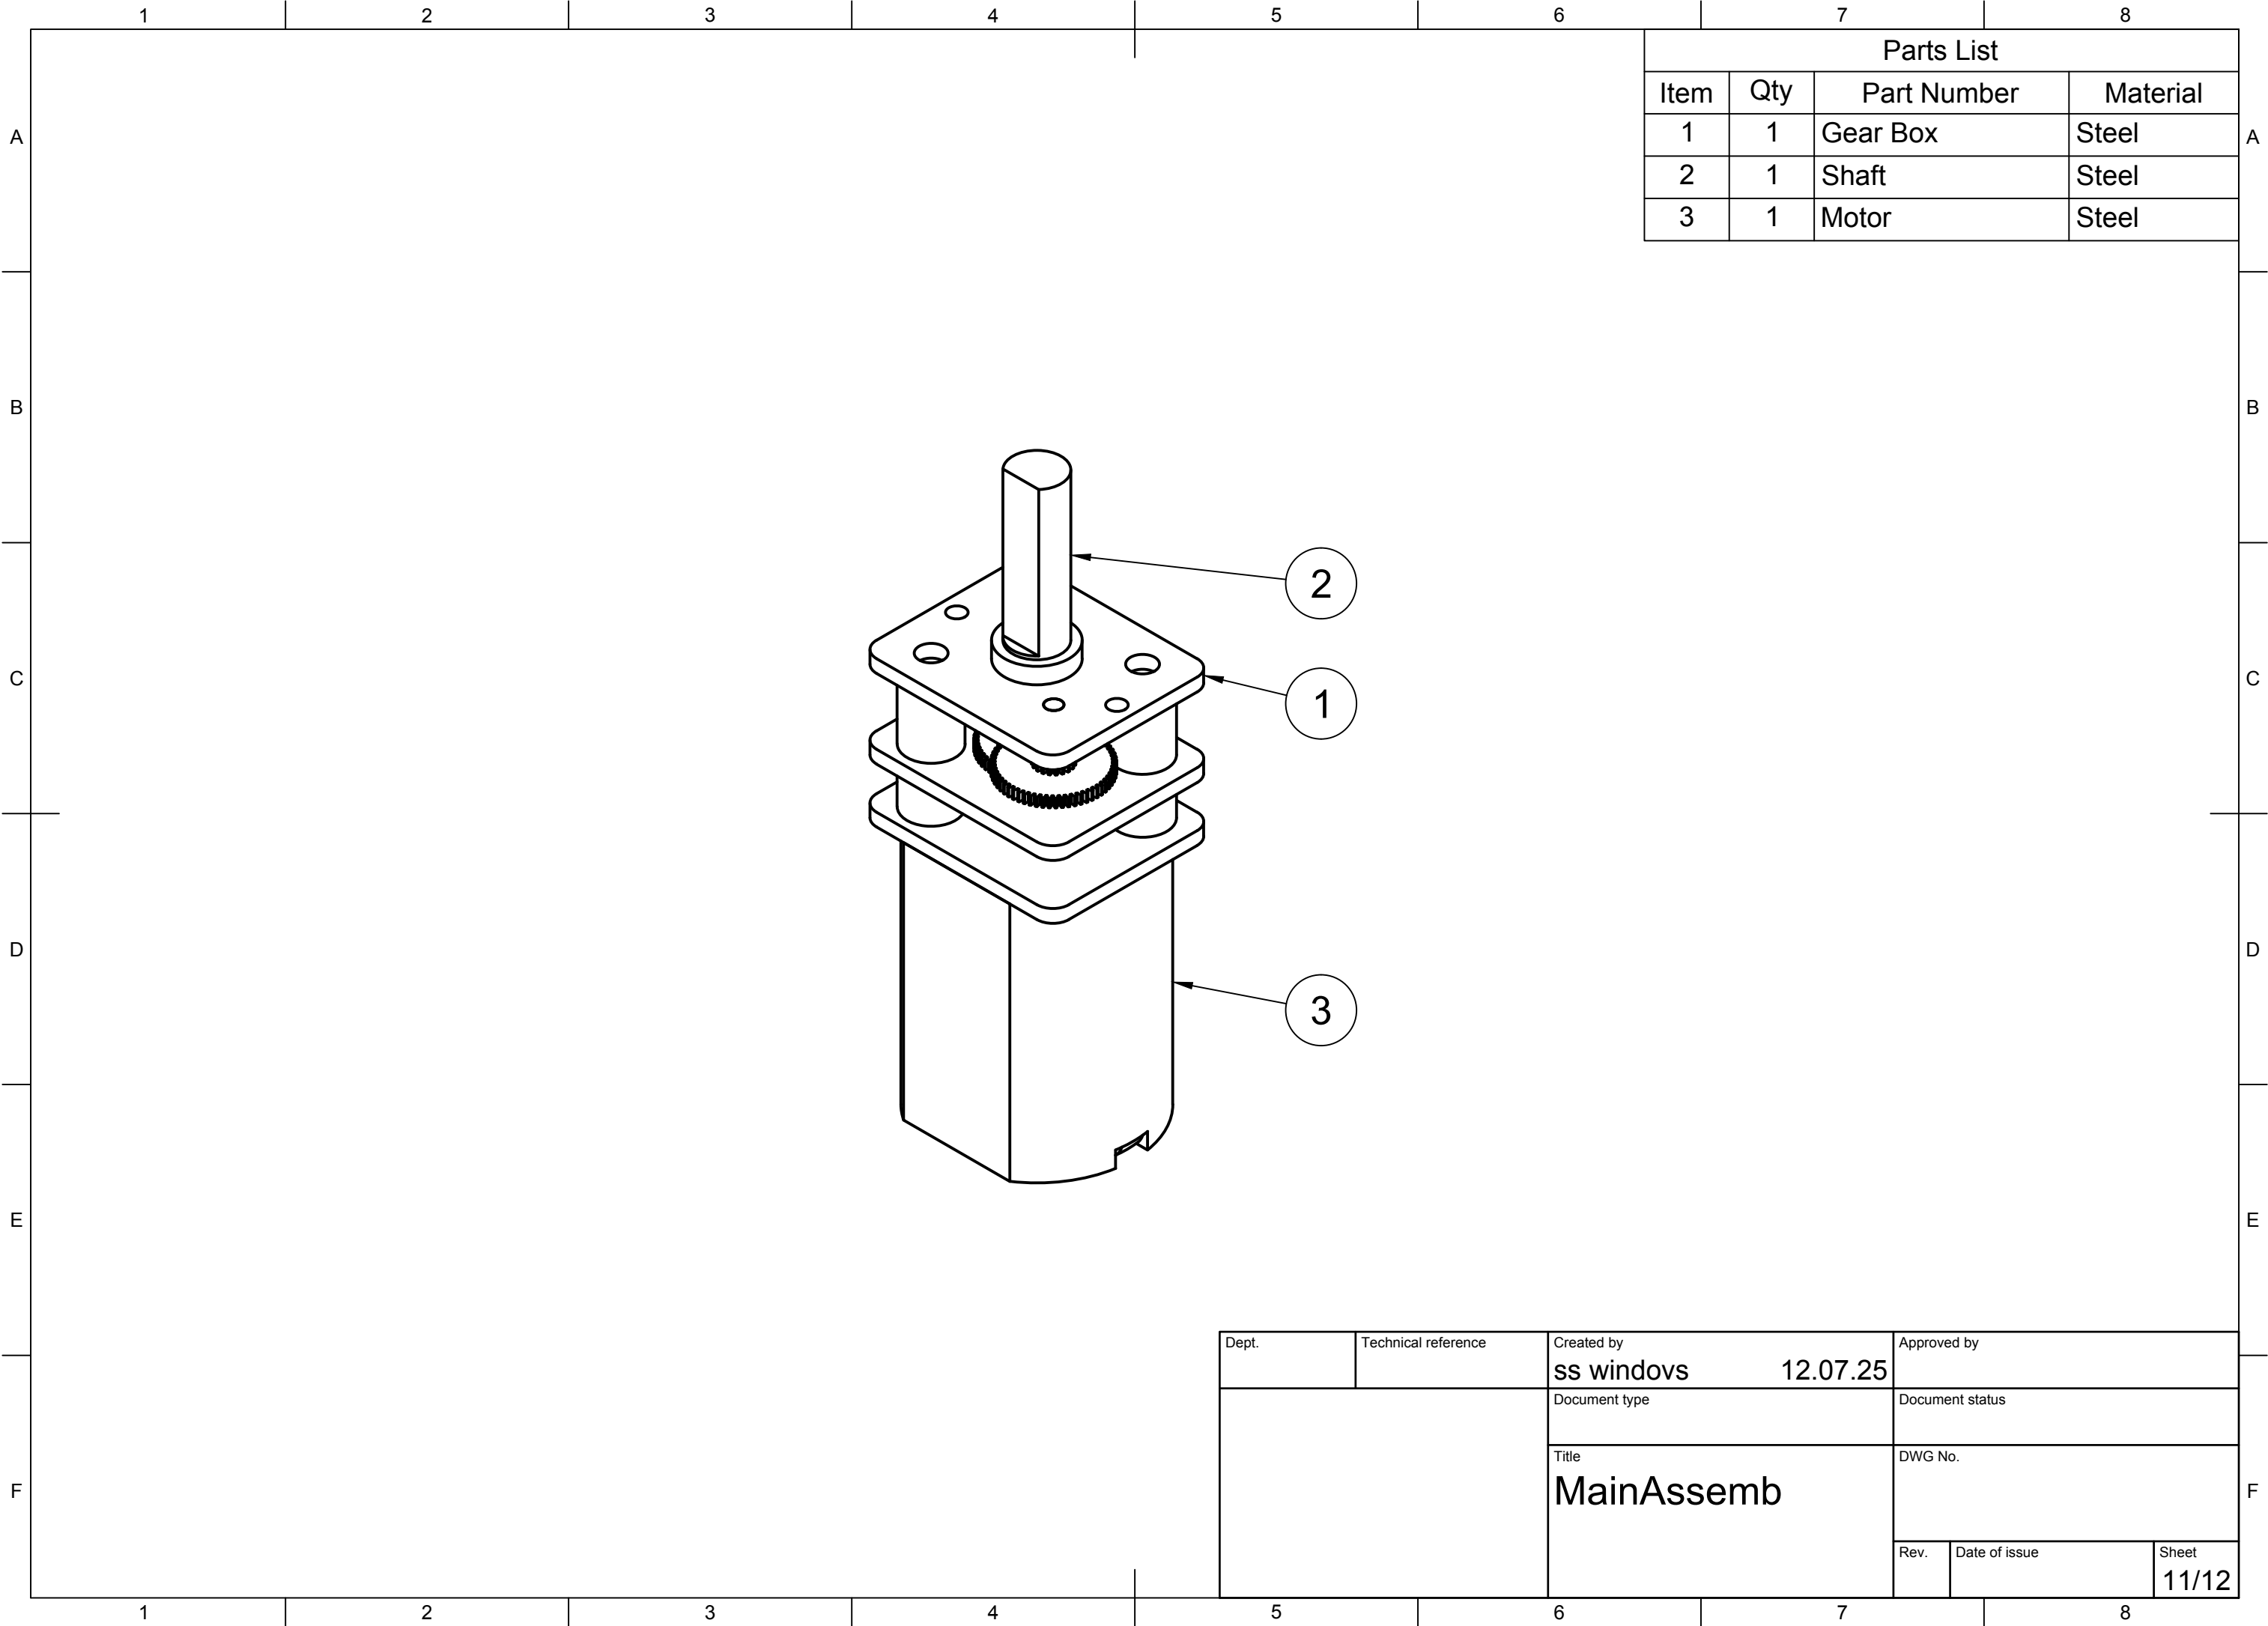 1 2 3 4 5 6 7 8
Parts List
Item Qty Part Number Material
1 1 Gear Box Steel
2 1 Shaft Steel
3 1 Motor Steel
A A
B B
2
C C
1
D D
3
E E
Dept. Technical reference Created by Approved by
ss windovs 12.07.25
Document type Document status
Title DWG No.
MainAssemb
F F
Rev. Date of issue Sheet
11/12
1 2 3 4 5 6 7 8